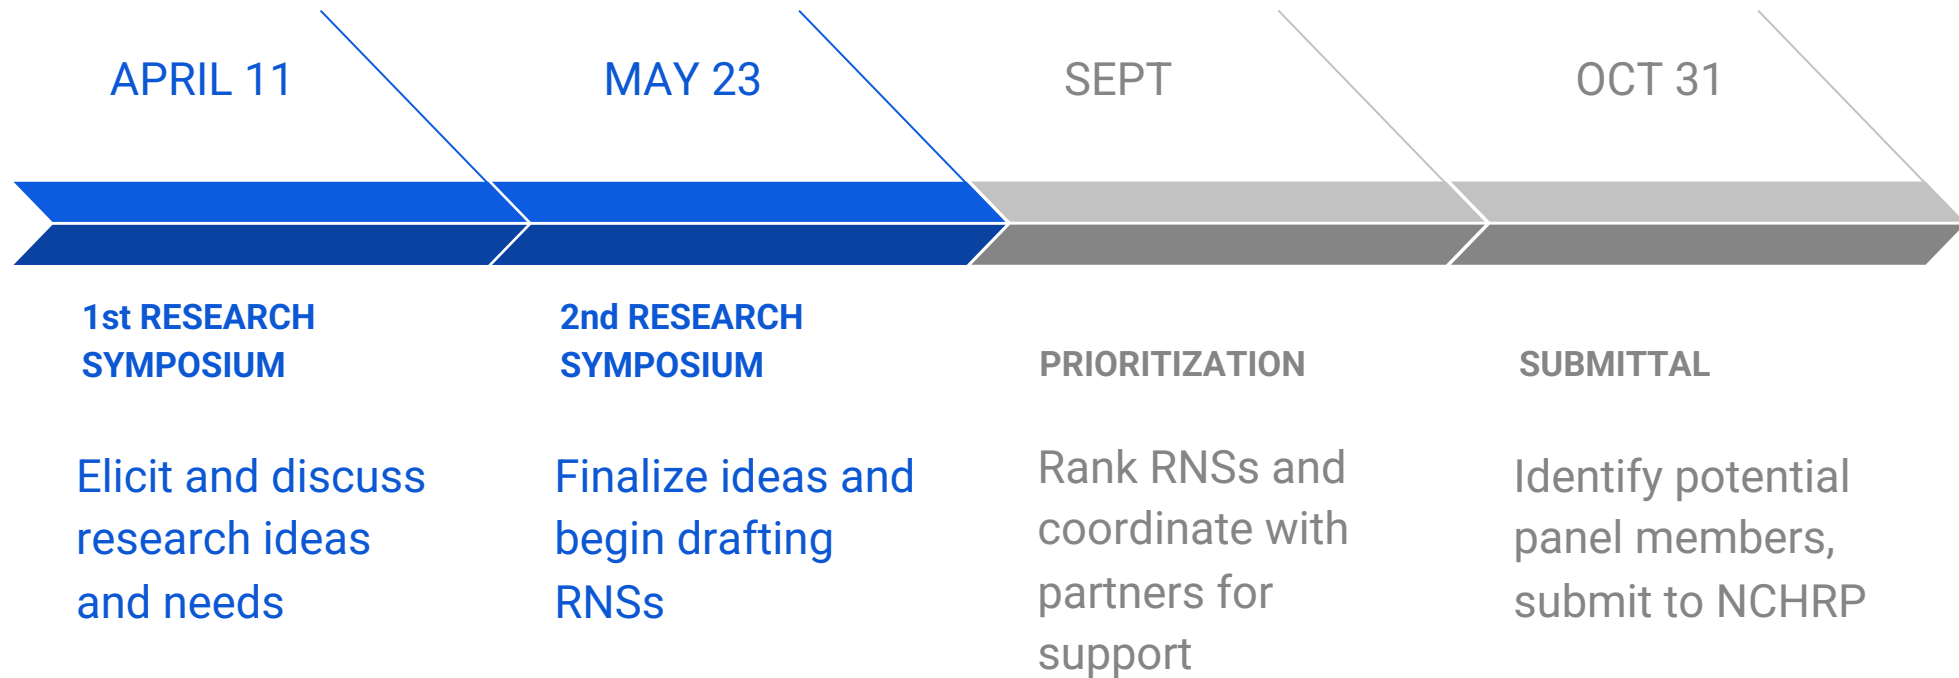 APRIL 11
MAY 23
SEPT
OCT 31
1st RESEARCH
SYMPOSIUM
Elicit and discuss
research ideas
and needs
2nd RESEARCH
SYMPOSIUM
Finalize ideas and
begin drafting
RNSs
PRIORITIZATION
Rank RNSs and
coordinate with
partners for
support
SUBMITTAL
Identify potential
panel members,
submit to NCHRP